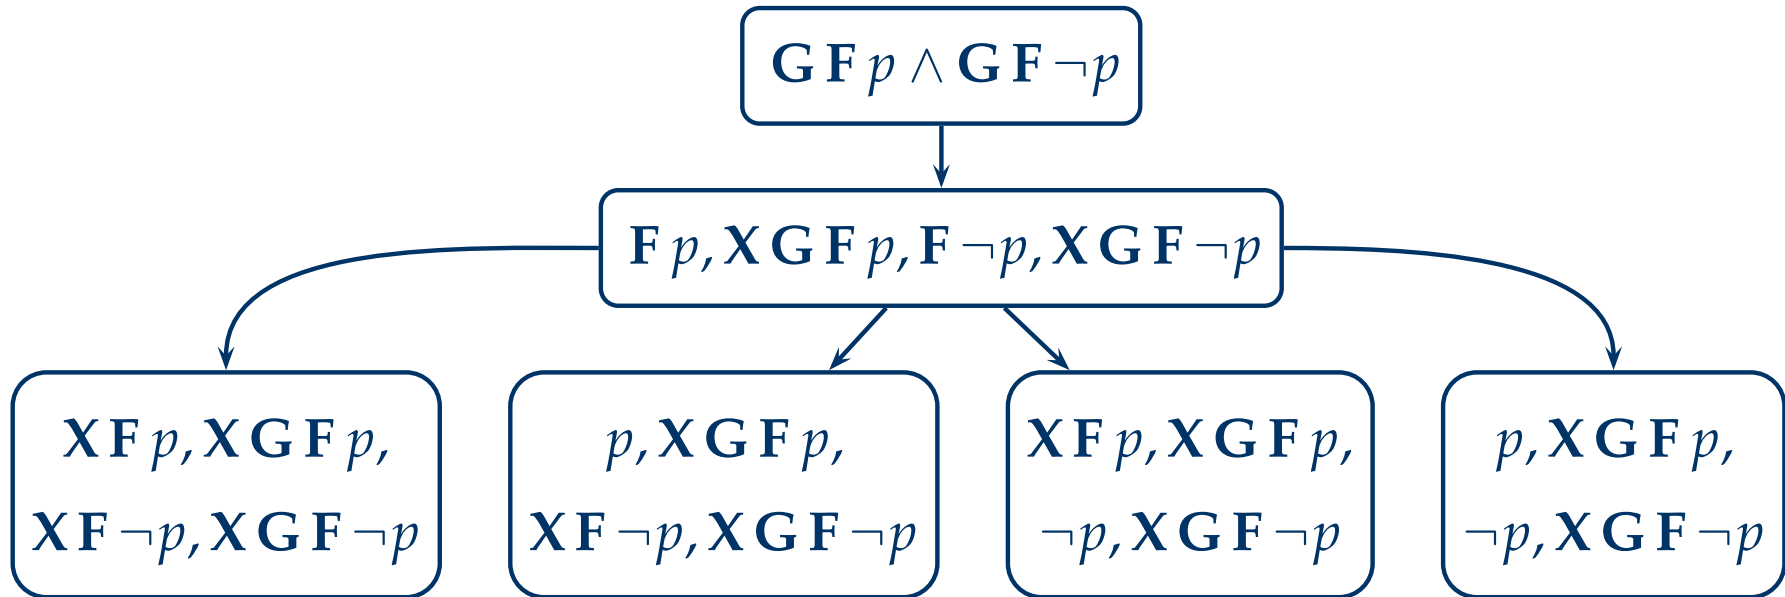 G F p ∧ G F ¬p
F p, X G F p, F ¬p, X G F ¬p
X F p, X G F p,
X F ¬p, X G F ¬p
p, X G F p,
X F ¬p, X G F ¬p
X F p, X G F p,
¬p, X G F ¬p
p, X G F p,
¬p, X G F ¬p